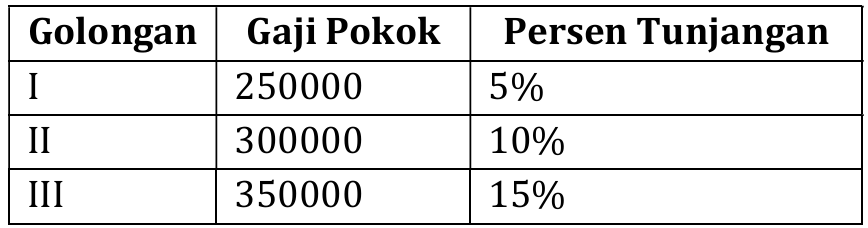 Golongan Gaji Pokok Persen Tunjangan
I 250000 5%
II 300000 10%
III 350000 15%